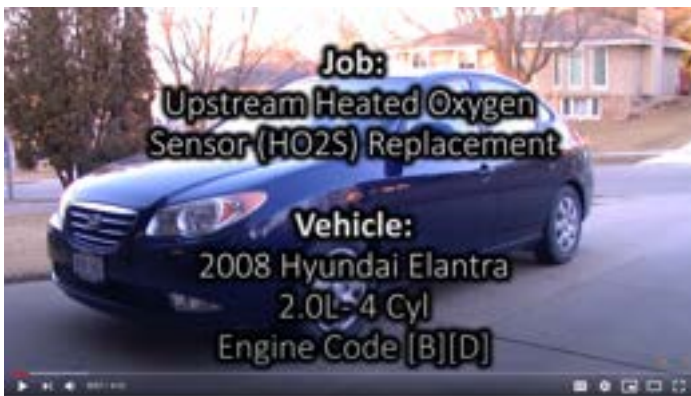 Job:
Upstream Heated Oxygen
Sensor (HO2S) Replacement
Vehicle:
2008 Hyundai Elantra
2.0L- 4 Cyl
Engine Code [B][D]